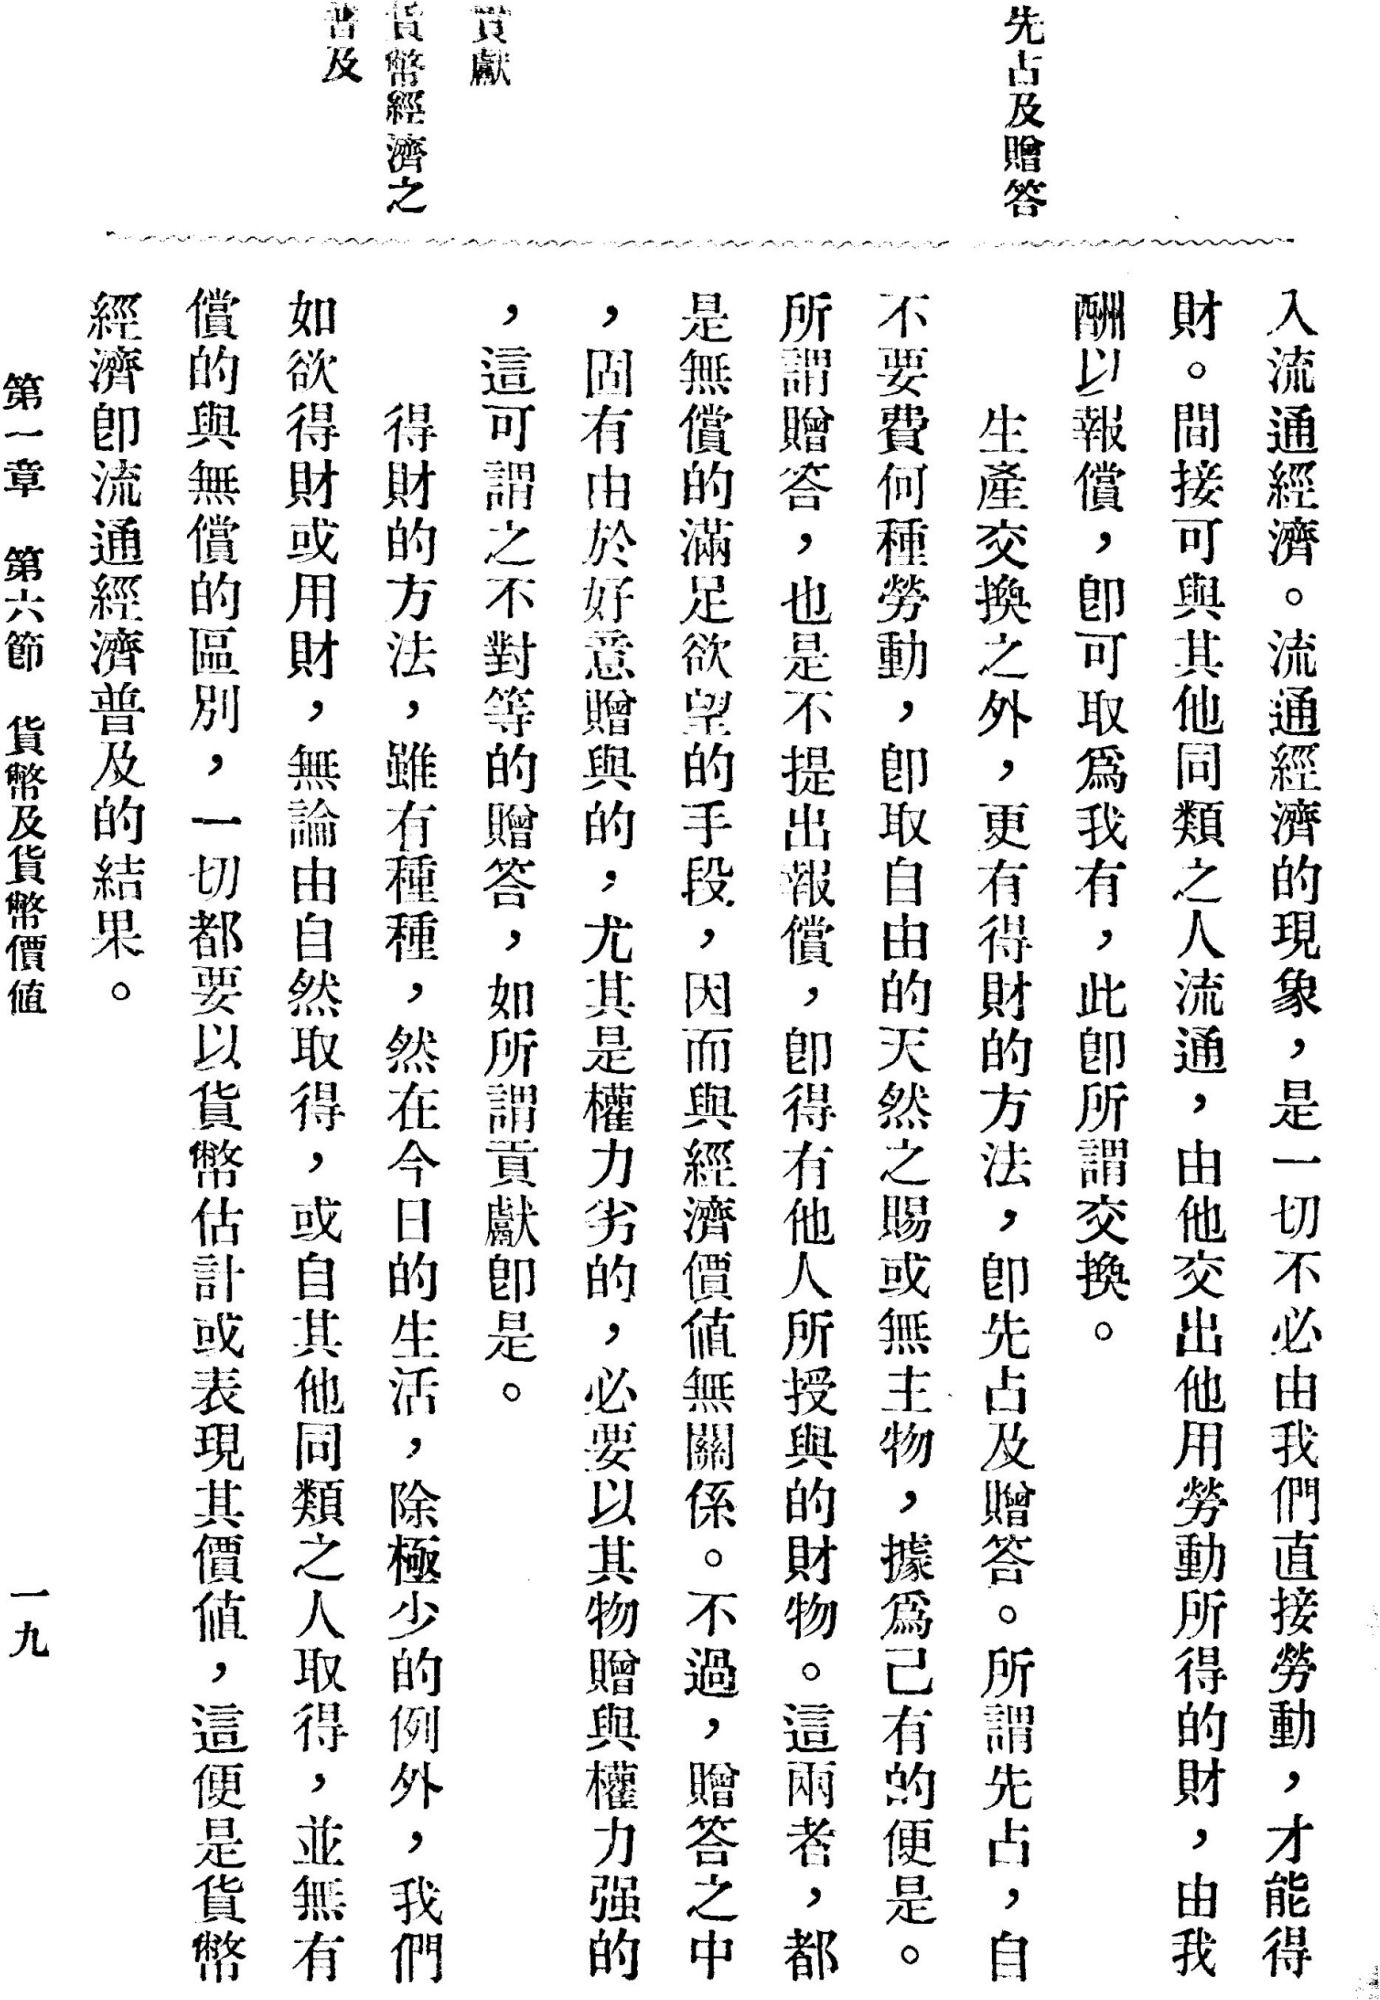 先占及贈答
貢獻
貨幣經濟之
普及
入流通經濟。流通經濟的現象，是一切不必由我們直接勞動，才能得
財。間接可與其他同類之人流通，由他交出他用勞動所得的財，由我
酬以報償，卽可取爲我有，此卽所謂交換。
生產交換之外，更有得財的方法，卽先占及贈答。所謂先占，自
不要費何種勞動，卽取自由的天然之賜或無主物，據爲己有的便是。
所謂贈答，也是不提出報償，卽得有他人所授與的財物。這兩者，都
是無償的滿足欲望的手段，因而與經濟價値無關係。不過，贈答之中
，固有由於好意贈與的，尤其是權力劣的，必要以其物贈與權力强的
，這可謂之不對等的贈答，如所謂貢獻卽是。
得財的方法，雖有種種，然在今日的生活，除極少的例外，我們
如欲得財或用財，無論由自然取得，或自其他同類之人取得，並無有
償的與無償的區別，一切都要以貨幣估計或表現其價値，這便是貨幣
經濟卽流通經濟普及的結果。
第一章 第六節 貨幣及貨幣價値
一九